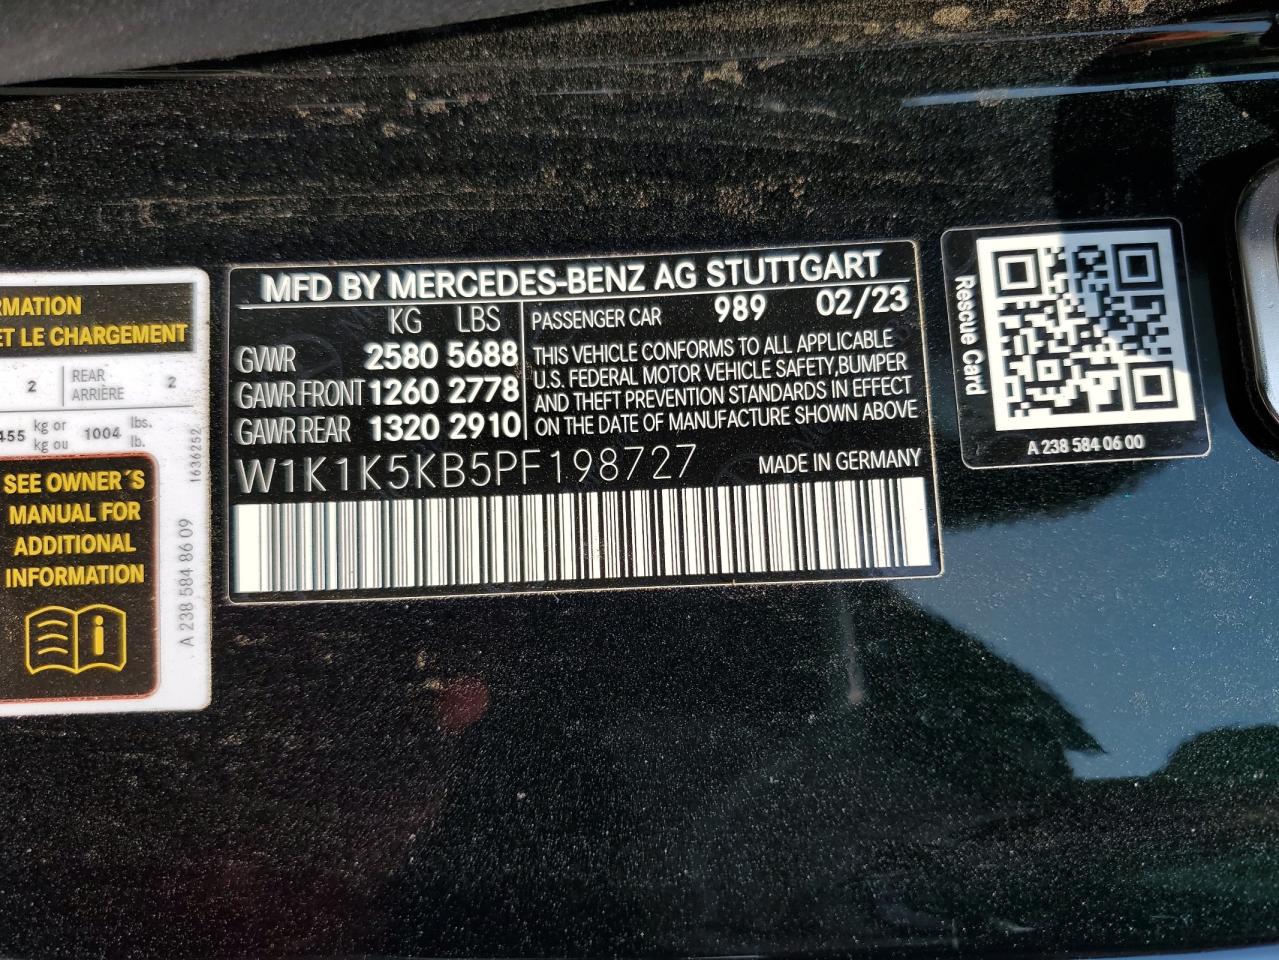 RMATION
ET LE CHARGEMENT
2 REAR ARRIÈRE 2
455 kg or kg ou 1004 lbs. lb.
SEE OWNER´S
MANUAL FOR
ADDITIONAL
INFORMATION
1636252
A 238 584 86 09
MFD BY MERCEDES-BENZ AG STUTTGART
KG LBS
GVWR 2580 5688
GAWR FRONT 1260 2778
GAWR REAR 1320 2910
PASSENGER CAR 989 02/23
THIS VEHICLE CONFORMS TO ALL APPLICABLE
U.S. FEDERAL MOTOR VEHICLE SAFETY,BUMPER
AND THEFT PREVENTION STANDARDS IN EFFECT
ON THE DATE OF MANUFACTURE SHOWN ABOVE
W1K1K5KB5PF198727 MADE IN GERMANY
Rescue Card
A 238 584 06 00